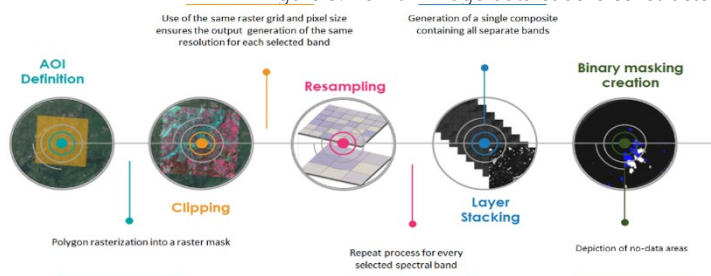 Use of the same raster grid and pixel size
ensures the output generation of the same
resolution for each selected band
Generation of a single composite
containing all separate bands
AOI
Definition
Clipping
Resampling
Layer
Stacking
Binary masking
creation
Polygon rasterization into a raster mask
Repeat process for every
selected spectral band
Depiction of no-data areas